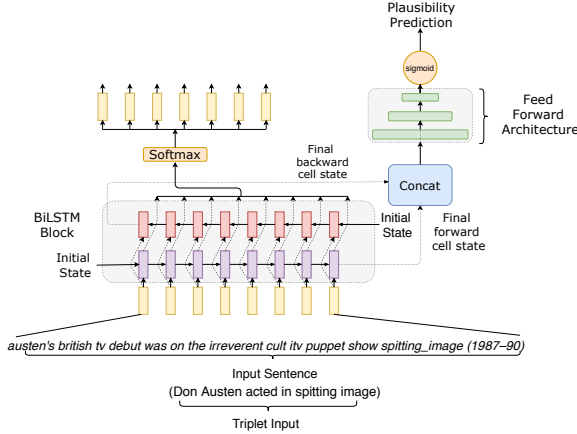 Plausibility
Prediction
sigmoid
Feed
Forward
Architecture
Softmax
Final
backward
cell state
Concat
BiLSTM
Block
Initial
State
Final
forward
cell state
Initial
State
austen's british tv debut was on the irreverent cult itv puppet show spitting_image (1987–90)
Input Sentence
(Don Austen acted in spitting image)
Triplet Input